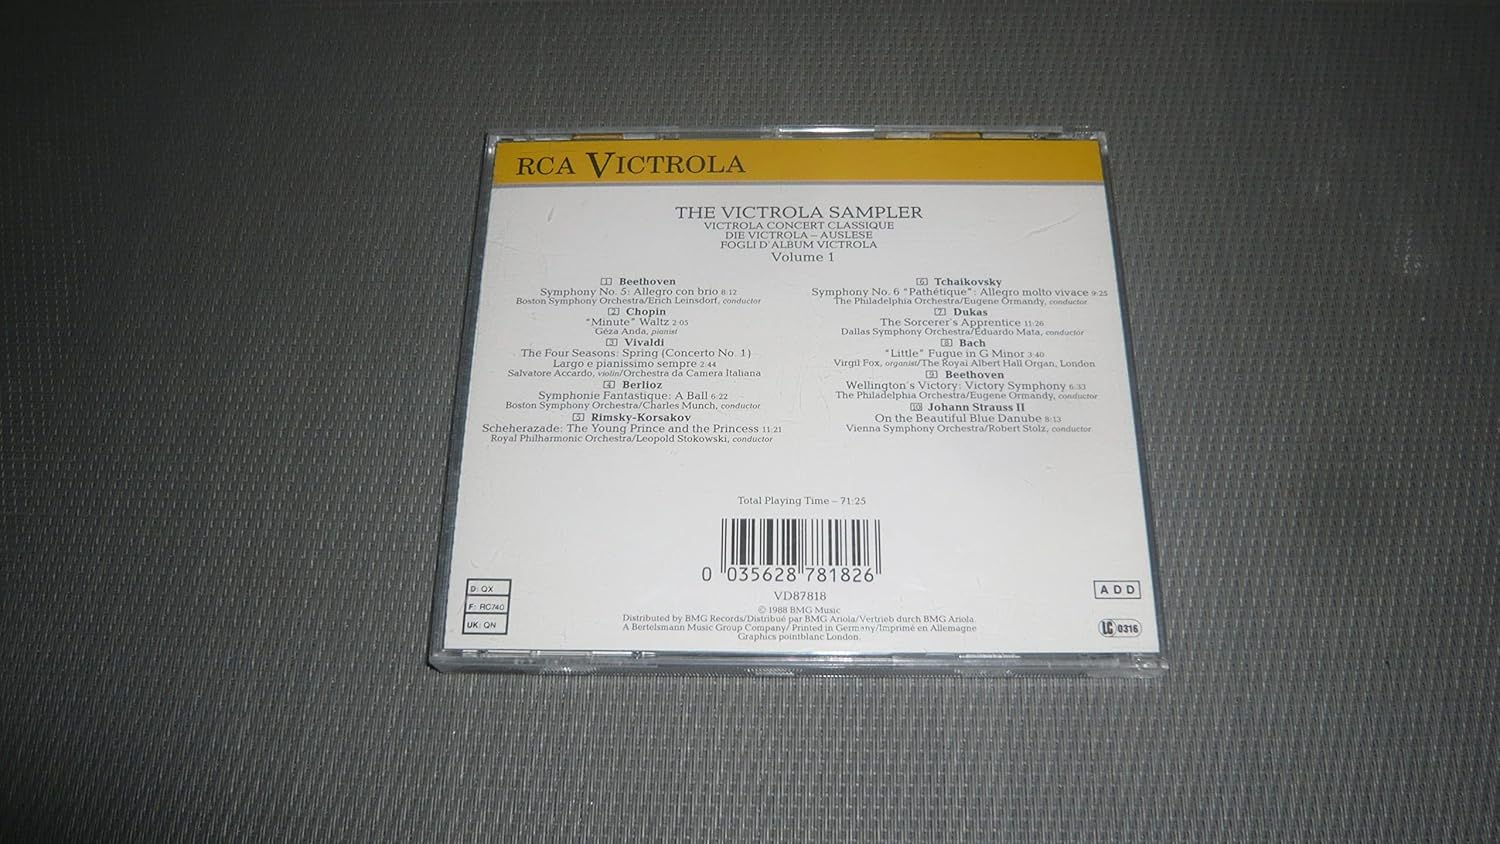 RCA VICTROLA
THE VICTROLA SAMPLER
VICTROLA CONCERT CLASSIQUE
DIE VICTROLA – AUSLESE
FOGLI D'ALBUM VICTROLA
Volume 1
1 Beethoven
Symphony No. 5: Allegro con brio 8:12
Boston Symphony Orchestra/Erich Leinsdorf, conductor
2 Chopin
"Minute" Waltz 2:05
Géza Anda, pianist
3 Vivaldi
The Four Seasons: Spring (Concerto No. 1)
Largo e pianissimo sempre 2:44
Salvatore Accardo, violin/Orchestra da Camera Italiana
4 Berlioz
Symphonie Fantastique: A Ball 6:22
Boston Symphony Orchestra/Charles Munch, conductor
5 Rimsky-Korsakov
Scheherazade: The Young Prince and the Princess 11:21
Royal Philharmonic Orchestra/Leopold Stokowski, conductor
6 Tchaikovsky
Symphony No. 6 "Pathétique": Allegro molto vivace 9:25
The Philadelphia Orchestra/Eugene Ormandy, conductor
7 Dukas
The Sorcerer's Apprentice 11:26
Dallas Symphony Orchestra/Eduardo Mata, conductor
8 Bach
"Little" Fugue in G Minor 3:40
Virgil Fox, organist/The Royal Albert Hall Organ, London
9 Beethoven
Wellington's Victory: Victory Symphony 6:33
The Philadelphia Orchestra/Eugene Ormandy, conductor
10 Johann Strauss II
On the Beautiful Blue Danube 8:13
Vienna Symphony Orchestra/Robert Stolz, conductor
Total Playing Time – 71:25
0 035628 781826
VD87818
© 1988 BMG Music
Distributed by BMG Records/Distribué par BMG Ariola/Vertrieb durch BMG Ariola.
A Bertelsmann Music Group Company/ Printed in Germany/Imprimé en Allemagne
Graphics pointblanc London.
D: QX
F: RC740
UK: QN
ADD
LC 0316